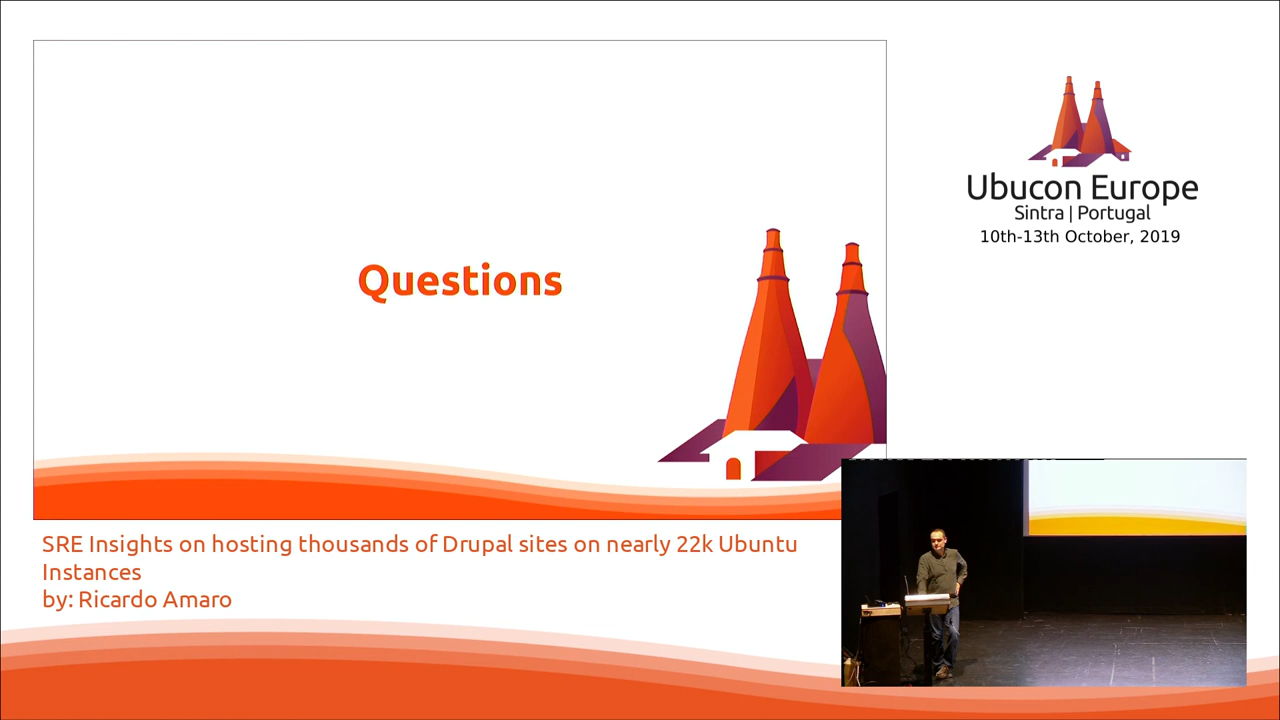 Questions
Ubucon Europe
Sintra | Portugal
10th-13th October, 2019
SRE Insights on hosting thousands of Drupal sites on nearly 22k Ubuntu
Instances
by: Ricardo Amaro